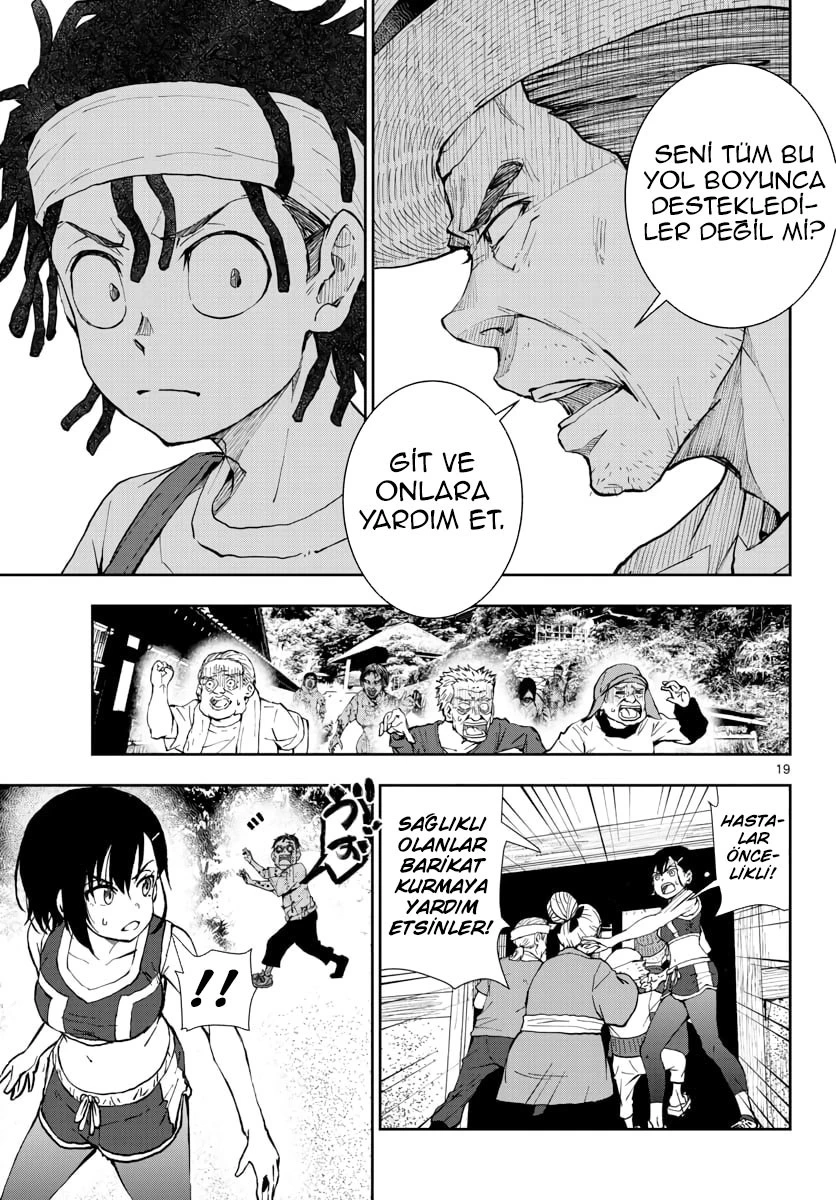 SENİ TÜM BU
YOL BOYUNCA
DESTEKLEDİ-
LER DEĞİL Mİ?
GİT VE
ONLARA
YARDIM ET.
19
HASTA-
LAR
ÖNCE-
LİKLİ!
SAĞLIKLI
OLANLAR
BARİKAT
KURMAYA
YARDIM
ETSİNLER!
!!